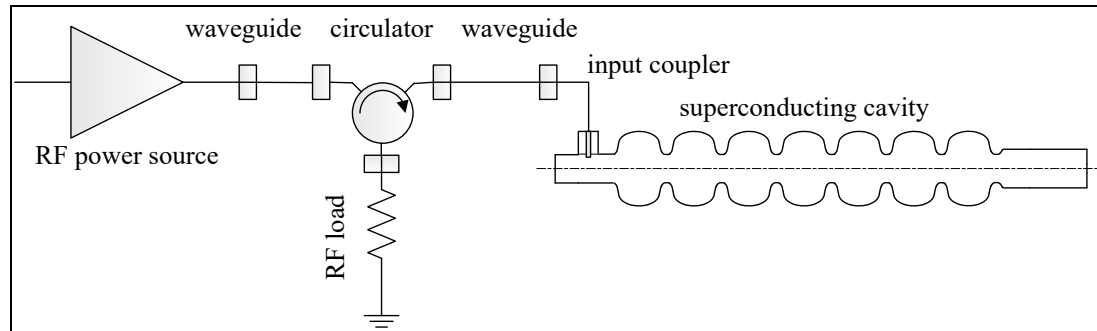 waveguide
circulator
waveguide
input coupler
superconducting cavity
RF power source
RF load